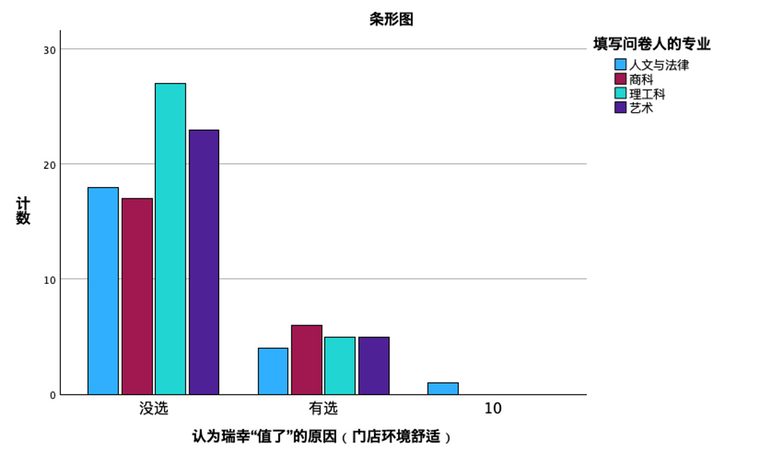 条形图
填写问卷人的专业
人文与法律
商科
理工科
艺术
计数
30
20
10
0
没选
有选
10
认为瑞幸“值了”的原因（门店环境舒适）